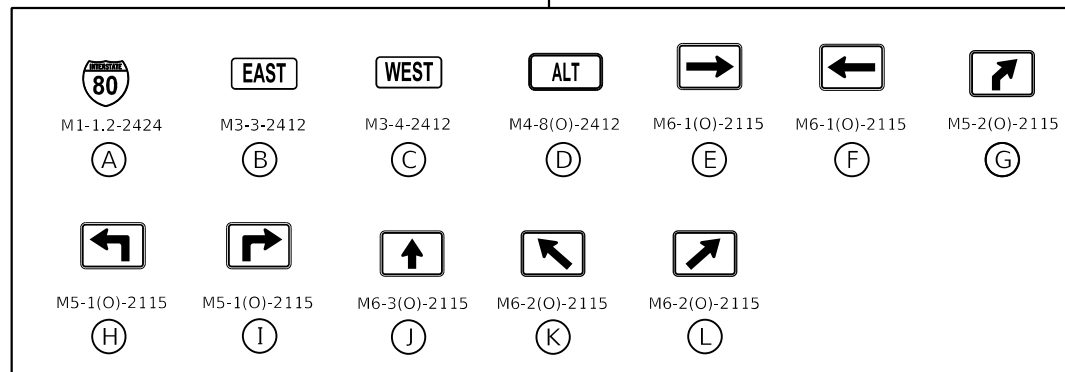 INTERSTATE
80 EAST WEST ALT
M1-1.2-2424 M3-3-2412 M3-4-2412 M4-8(O)-2412 M6-1(O)-2115 M6-1(O)-2115 M5-2(O)-2115
A B C D E F G
M5-1(O)-2115 M5-1(O)-2115 M6-3(O)-2115 M6-2(O)-2115 M6-2(O)-2115
H I J K L